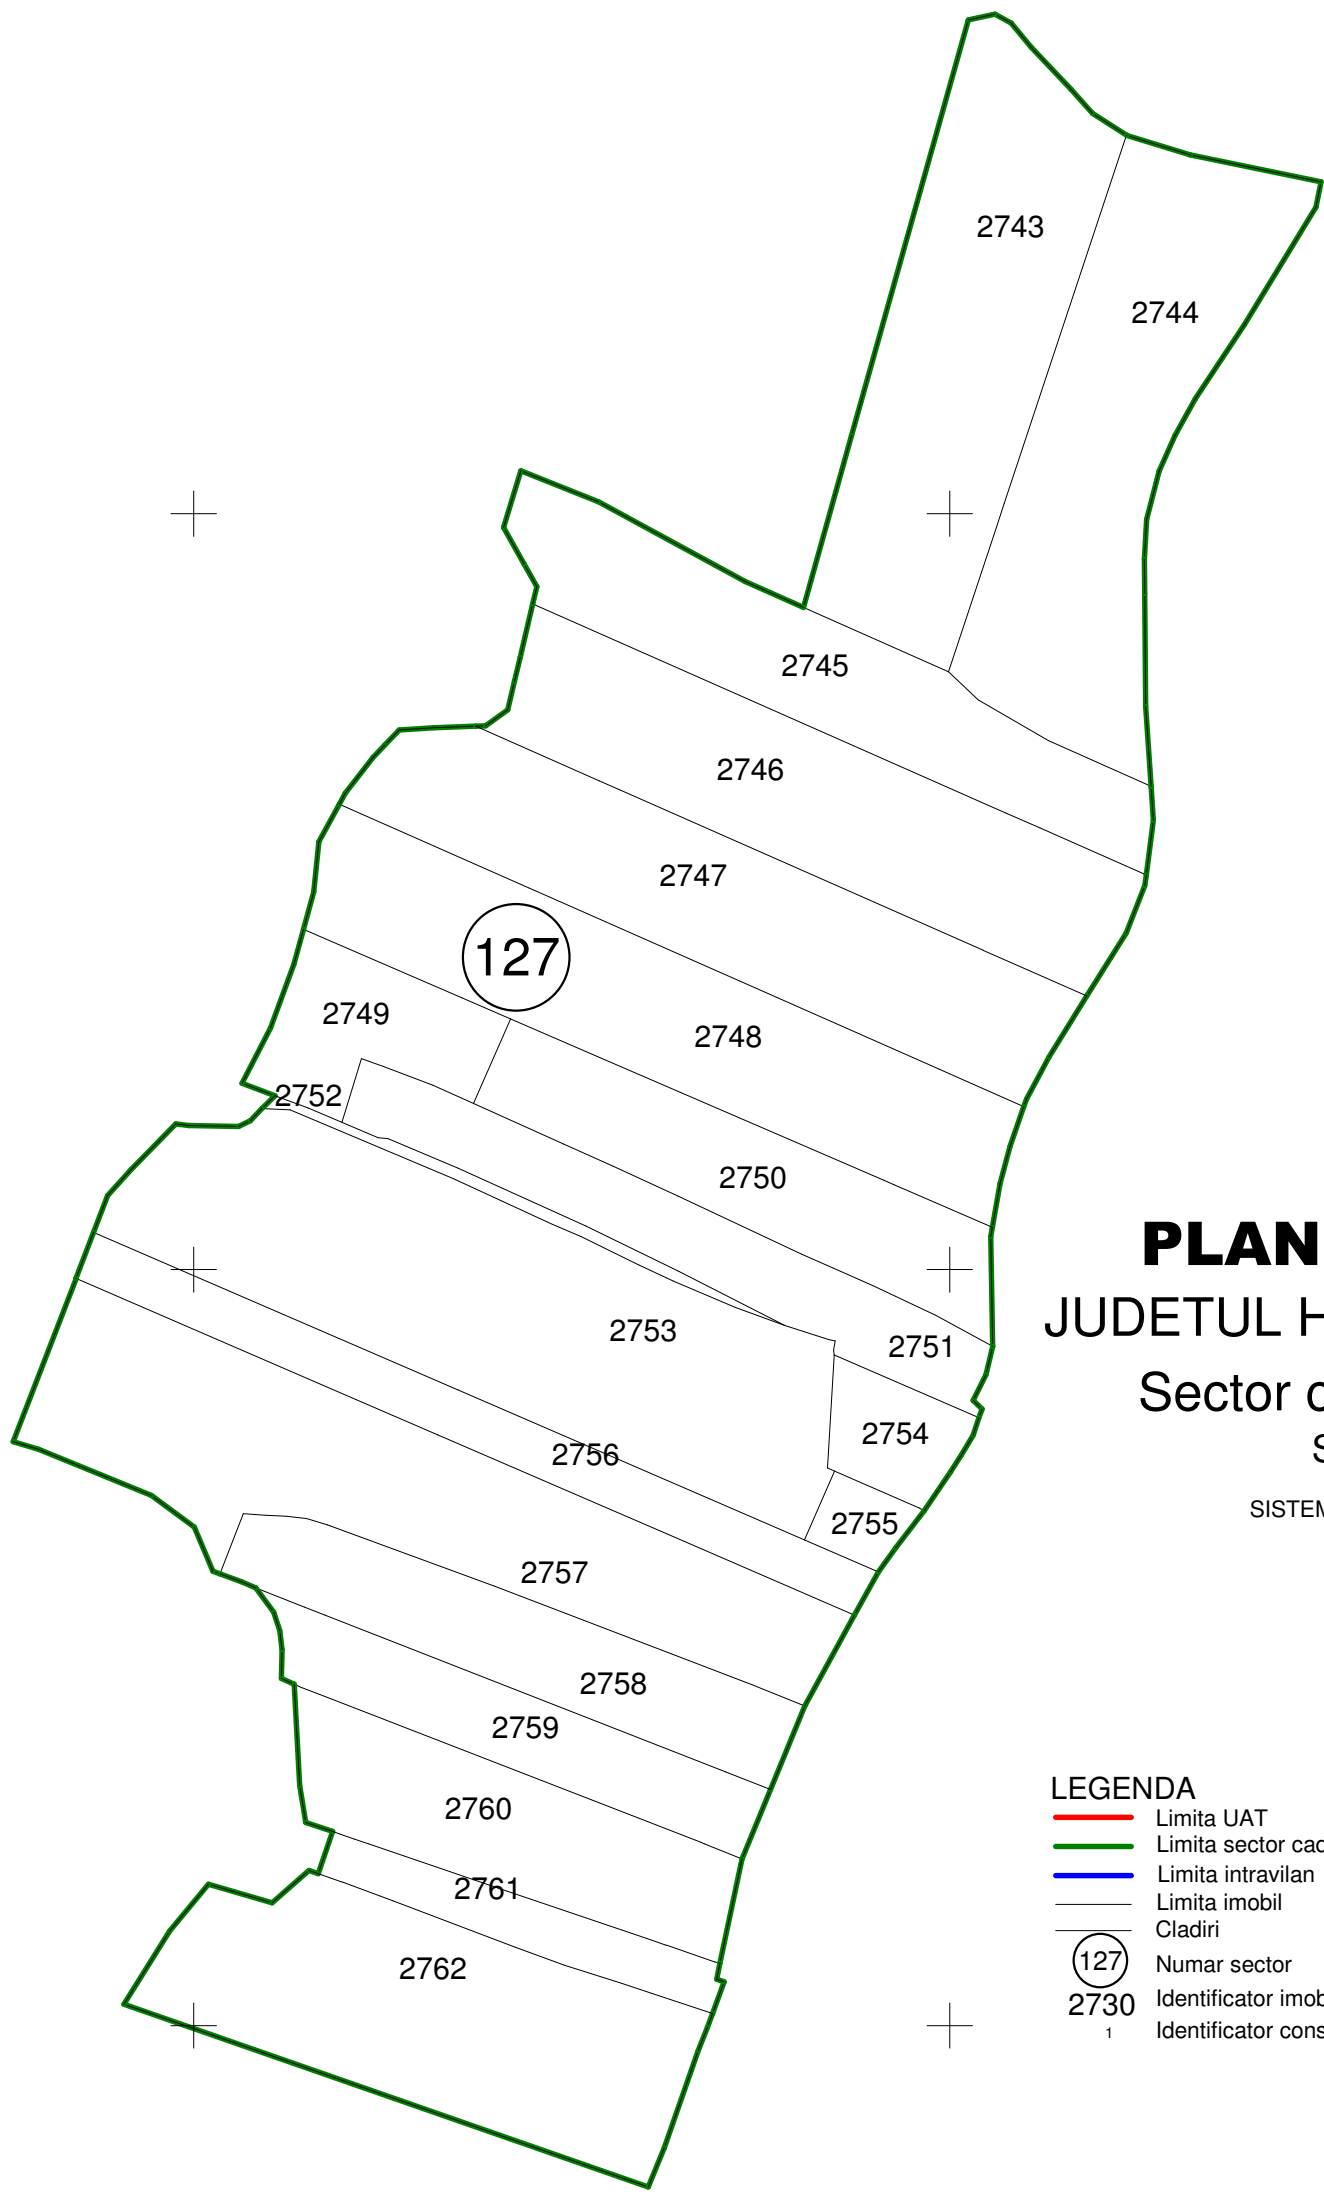 2743
2744
2745
2746
2747
127
2749
2748
2752
2750
PLAN
JUDETUL H
2753
2751
Sector c
2754
2756
S
SISTEM
2755
2757
2758
2759
LEGENDA
2760
Limita UAT
Limita sector cad
2761
Limita intravilan
Limita imobil
Cladiri
2762
127 Numar sector
2730 Identificator imob
1 Identificator cons